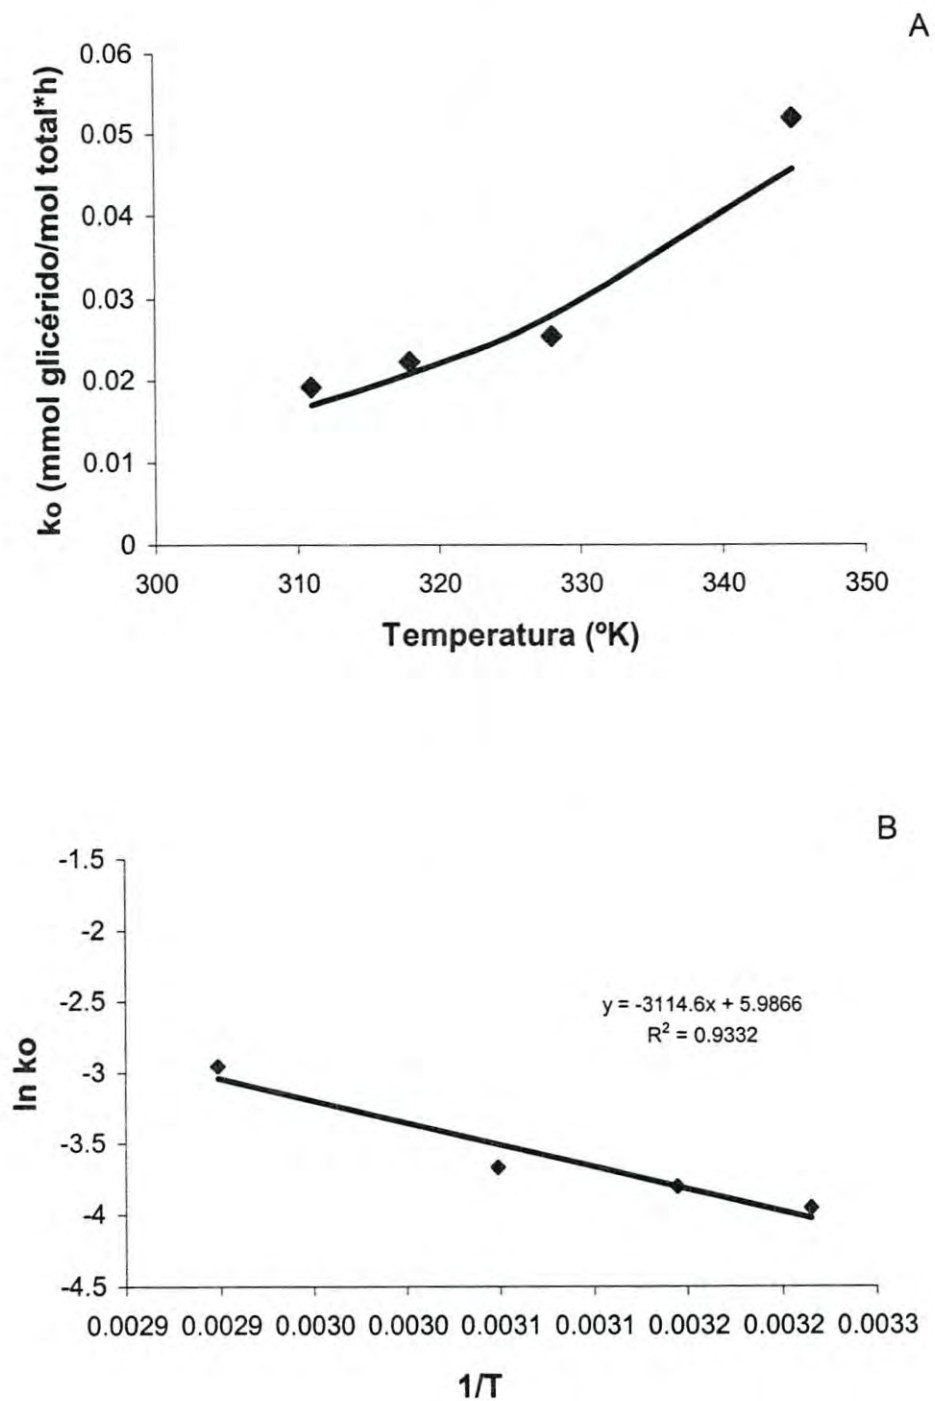 A
ko (mmol glicérido/mol total*h)
0.06
0.05
0.04
0.03
0.02
0.01
0
300 310 320 330 340 350
Temperatura (ºK)
B
ln ko
-1.5
-2
-2.5
-3
-3.5
-4
-4.5
y = -3114.6x + 5.9866
R² = 0.9332
0.0029 0.0029 0.0030 0.0030 0.0031 0.0031 0.0032 0.0032 0.0033
1/T